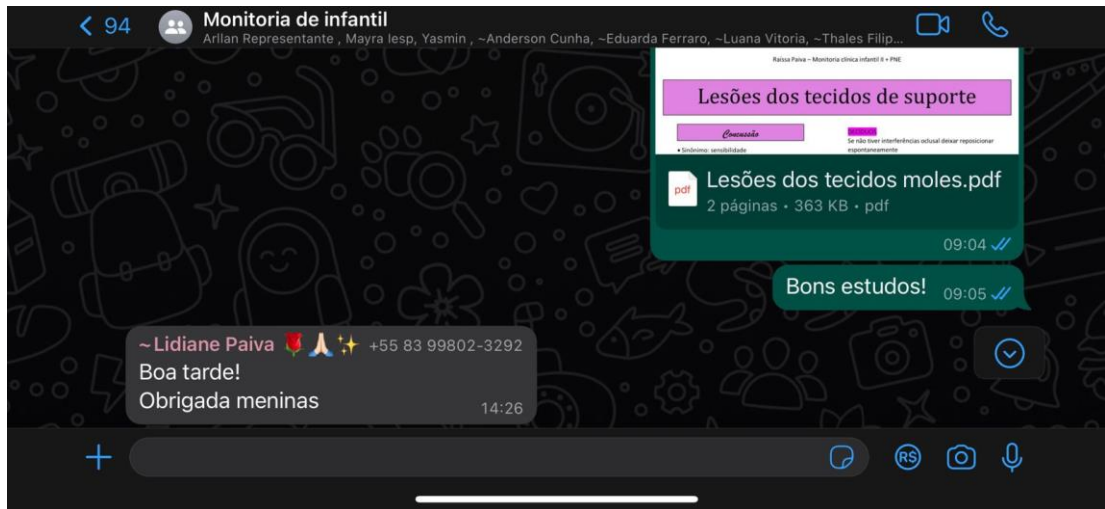 94
Monitoria de infantil
Arllan Representante , Mayra Iesp, Yasmin , ~Anderson Cunha, ~Eduarda Ferraro, ~Luana Vitoria, ~Thales Filip...
Raissa Paiva – Monitoria clínica infantil II + PNE
Lesões dos tecidos de suporte
Concussão
• Sinônimo: sensibilidade
Se não tiver interferências oclusal deixar reposicionar
espontaneamente
pdf
Lesões dos tecidos moles.pdf
2 páginas • 363 KB • pdf
09:04
Bons estudos! 09:05
~Lidiane Paiva 🌹🙏🏻✨ +55 83 99802-3292
Boa tarde!
Obrigada meninas
14:26
R$